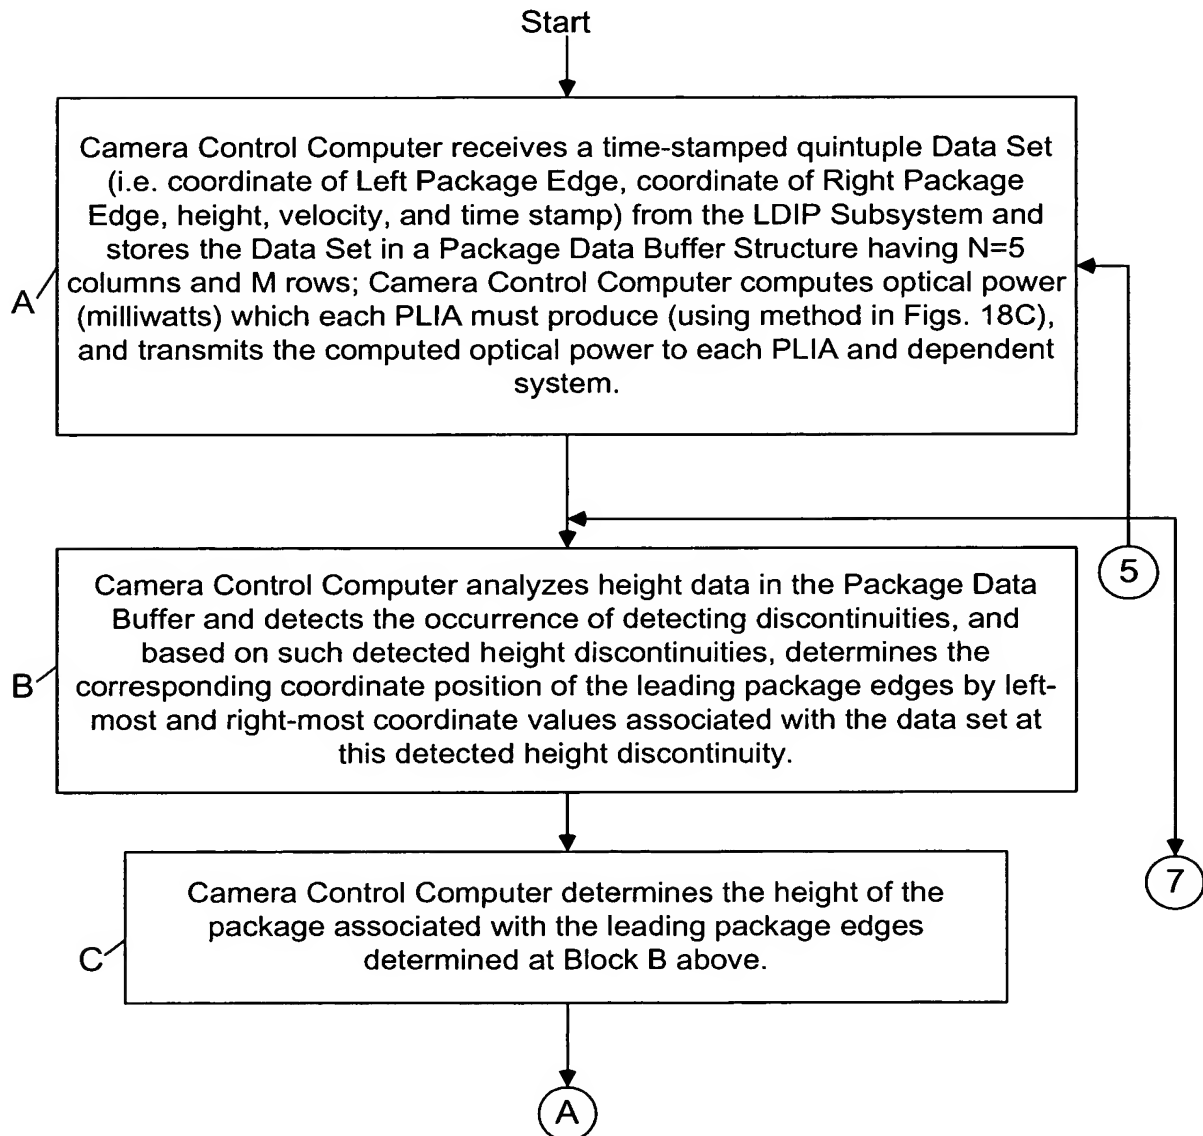 Start
Camera Control Computer receives a time-stamped quintuple Data Set
(i.e. coordinate of Left Package Edge, coordinate of Right Package
Edge, height, velocity, and time stamp) from the LDIP Subsystem and
stores the Data Set in a Package Data Buffer Structure having N=5
columns and M rows; Camera Control Computer computes optical power
(milliwatts) which each PLIA must produce (using method in Figs. 18C),
and transmits the computed optical power to each PLIA and dependent
system.
A
5
Camera Control Computer analyzes height data in the Package Data
Buffer and detects the occurrence of detecting discontinuities, and
based on such detected height discontinuities, determines the
corresponding coordinate position of the leading package edges by left-
most and right-most coordinate values associated with the data set at
this detected height discontinuity.
B
7
Camera Control Computer determines the height of the
package associated with the leading package edges
determined at Block B above.
C
A